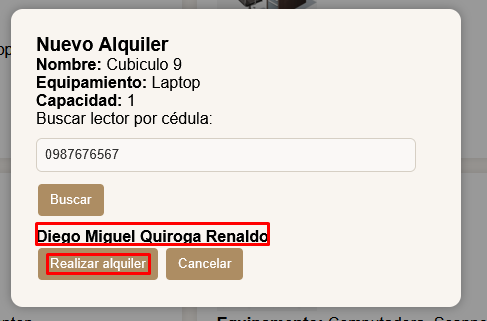 Nuevo Alquiler
Nombre: Cubiculo 9
Equipamiento: Laptop
Capacidad: 1
Buscar lector por cédula:
0987676567
Buscar
Diego Miguel Quiroga Renaldo
Realizar alquiler Cancelar